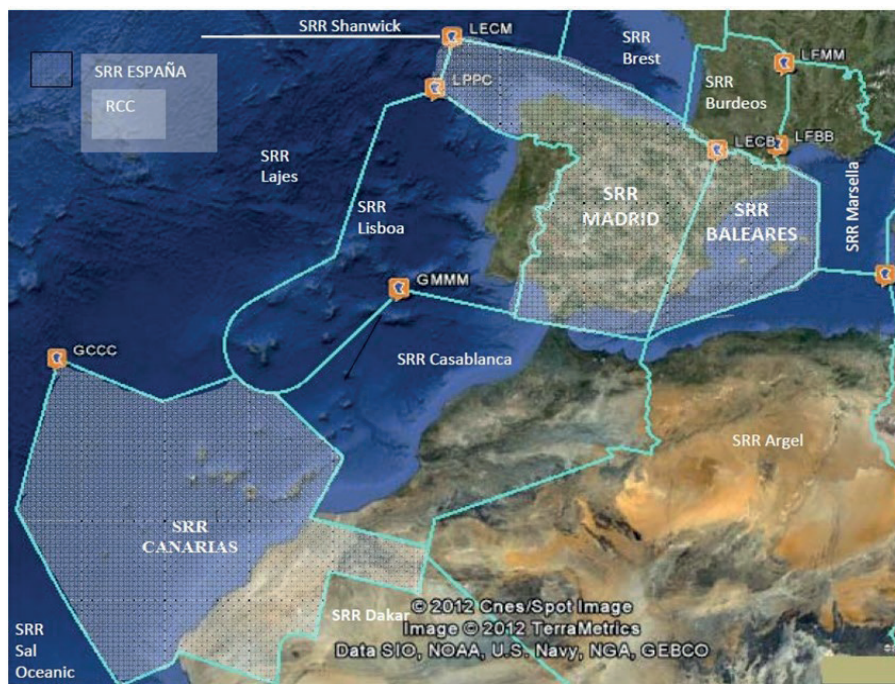 SRR Shanwick
LECM
SRR
Brest
LFMM
SRR ESPAÑA
RCC
LPPC
SRR
Burdeos
LECB
LFBB
SRR
Lajes
SRR
Lisboa
SRR
MADRID
SRR
BALEARES
SRR Marsella
GMMM
GCCC
SRR Casablanca
SRR Argel
SRR
CANARIAS
SRR Dakar
© 2012 Cnes/Spot Image
Image © 2012 TerraMetrics
Data SIO, NOAA, U.S. Navy, NGA, GEBCO
SRR
Sal
Oceanic